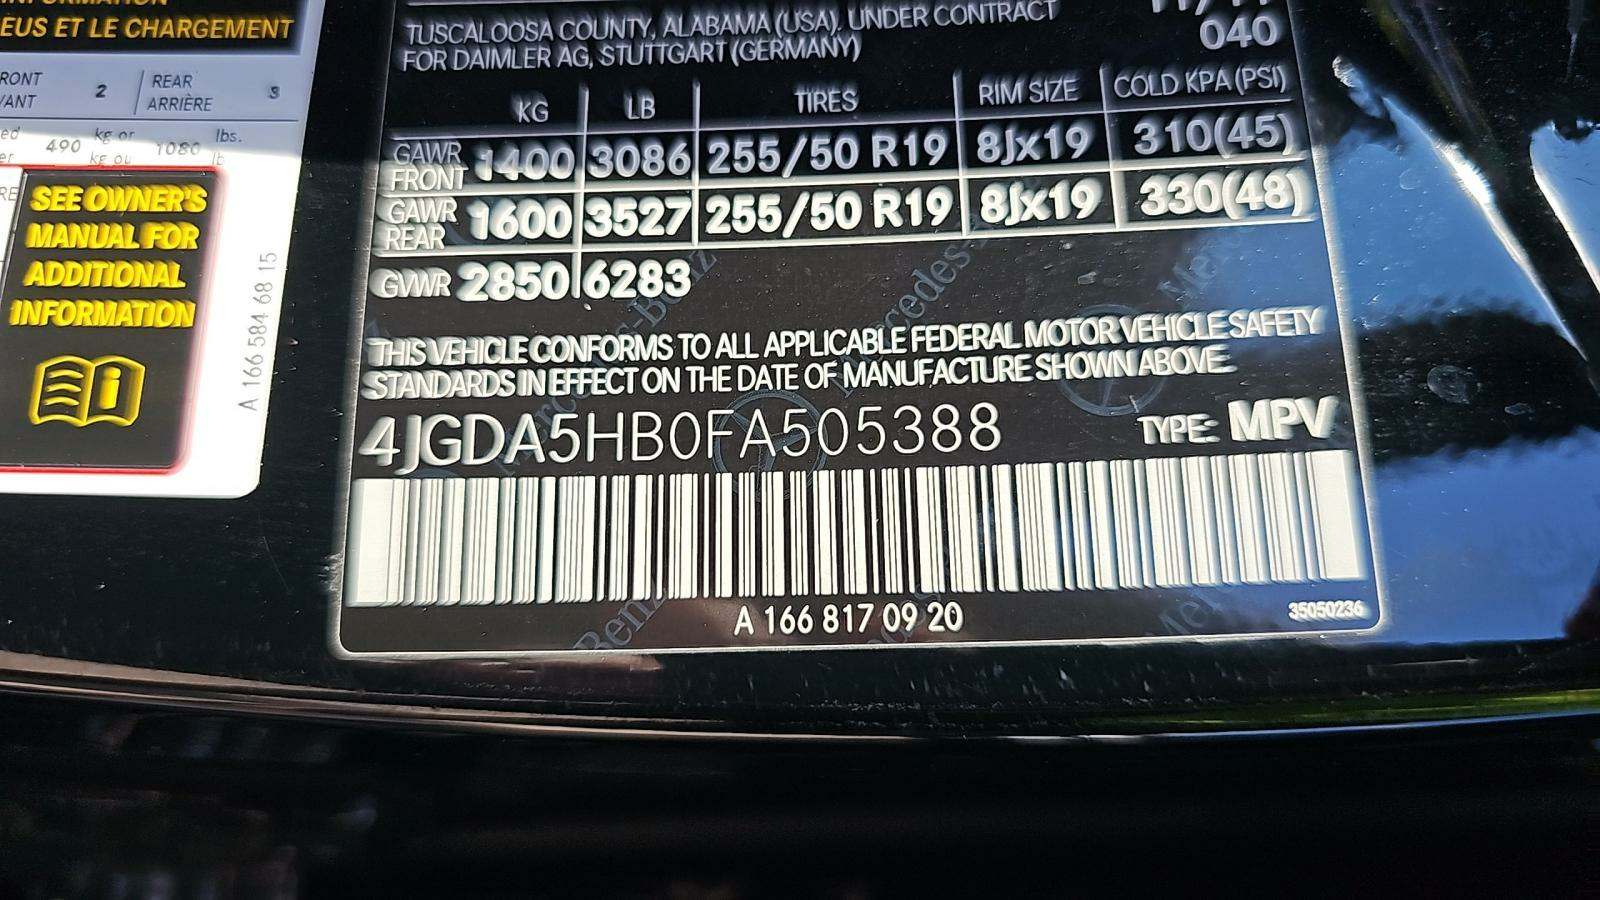 INFORMATION
EUS ET LE CHARGEMENT
RONT
VANT
2
REAR
ARRIÈRE
3
490
kg or
kg ou
1080
lbs.
lb
SEE OWNER'S
MANUAL FOR
ADDITIONAL
INFORMATION
A 166 584 68 15
TUSCALOOSA COUNTY, ALABAMA (USA), UNDER CONTRACT
FOR DAIMLER AG, STUTTGART (GERMANY)
040
KG LB TIRES RIM SIZE COLD KPA (PSI)
GAWR FRONT 1400 3086 255/50 R19 8Jx19 310(45)
GAWR REAR 1600 3527 255/50 R19 8Jx19 330(48)
GVWR 2850 6283
THIS VEHICLE CONFORMS TO ALL APPLICABLE FEDERAL MOTOR VEHICLE SAFETY
STANDARDS IN EFFECT ON THE DATE OF MANUFACTURE SHOWN ABOVE.
4JGDA5HB0FA505388 TYPE: MPV
A 166 817 09 20
35050236